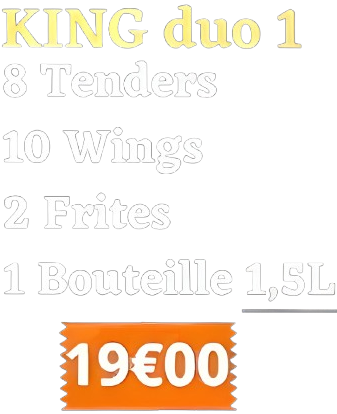 KING duo 1
8 Tenders
10 Wings
2 Frites
1 Bouteille 1,5L
19€00